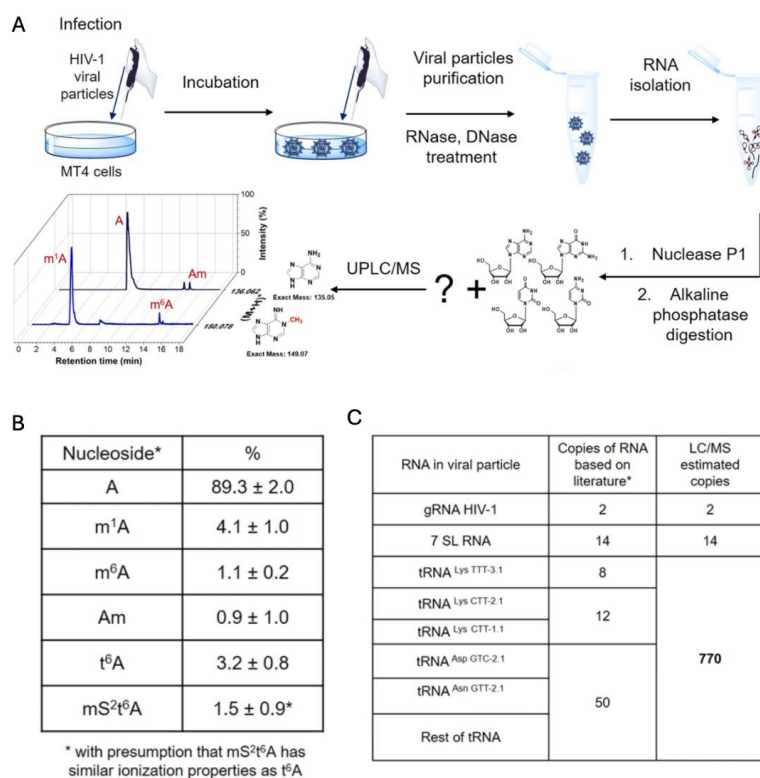 A
Infection
HIV-1
viral
particles
Incubation
Viral particles
purification
RNase, DNase
treatment
RNA
isolation
MT4 cells
1. Nuclease P1
2. Alkaline
phosphatase
digestion
? +
UPLC/MS
NH₂
Exact Mass: 135.05
CH₃
Exact Mass: 149.07
A
m¹A
Am
m⁶A
100
50
0
Intensity (%)
136.062
150.078
[M+H]⁺
0 2 4 6 8 10 12 14 16 18
Retention time (min)
B
Nucleoside* %
A 89.3 ± 2.0
m¹A 4.1 ± 1.0
m⁶A 1.1 ± 0.2
Am 0.9 ± 1.0
t⁶A 3.2 ± 0.8
mS²t⁶A 1.5 ± 0.9*
* with presumption that mS²t⁶A has
similar ionization properties as t⁶A
C
RNA in viral particle
Copies of RNA
based on
literature*
LC/MS
estimated
copies
gRNA HIV-1 2 2
7 SL RNA 14 14
tRNA Lys TTT-3.1 8
tRNA Lys CTT-2.1
12
tRNA Lys CTT-1.1
770
tRNA Asp GTC-2.1
tRNA Asn GTT-2.1
50
Rest of tRNA